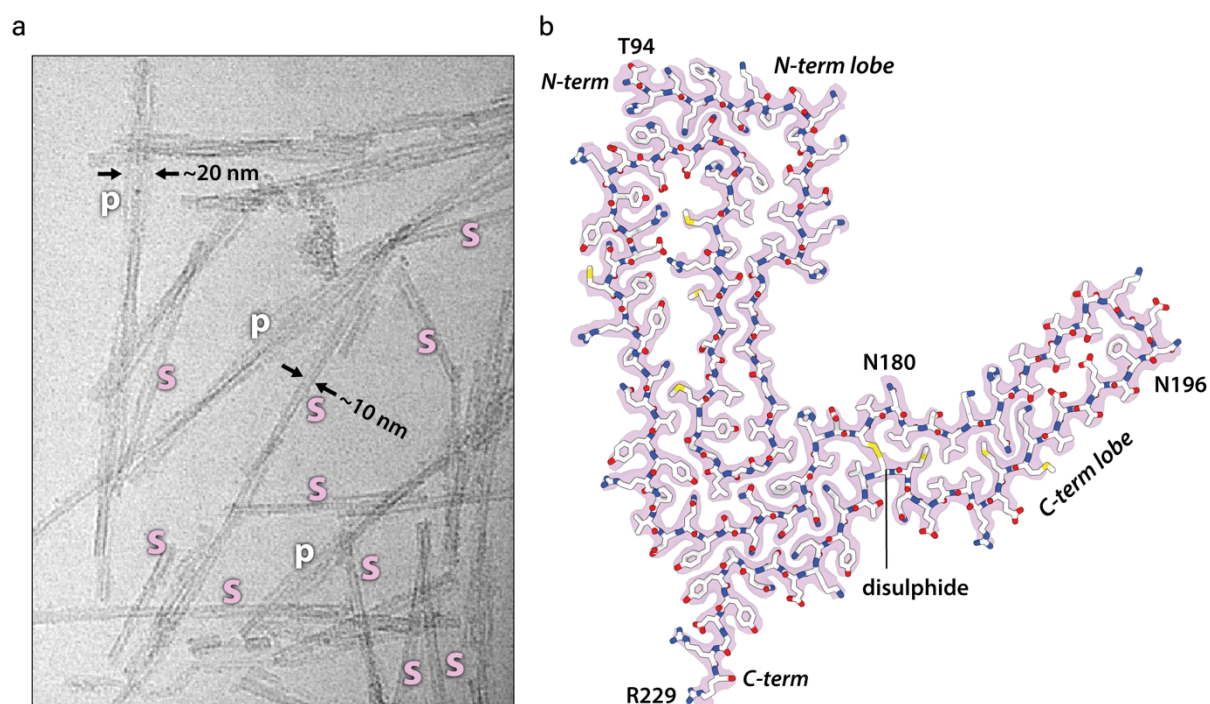 a
~20 nm
p
s
p
s
s
s
~10 nm
s
s
p
s
s
s
s
b
T94
N-term
N-term lobe
N180
N196
C-term lobe
disulphide
C-term
R229